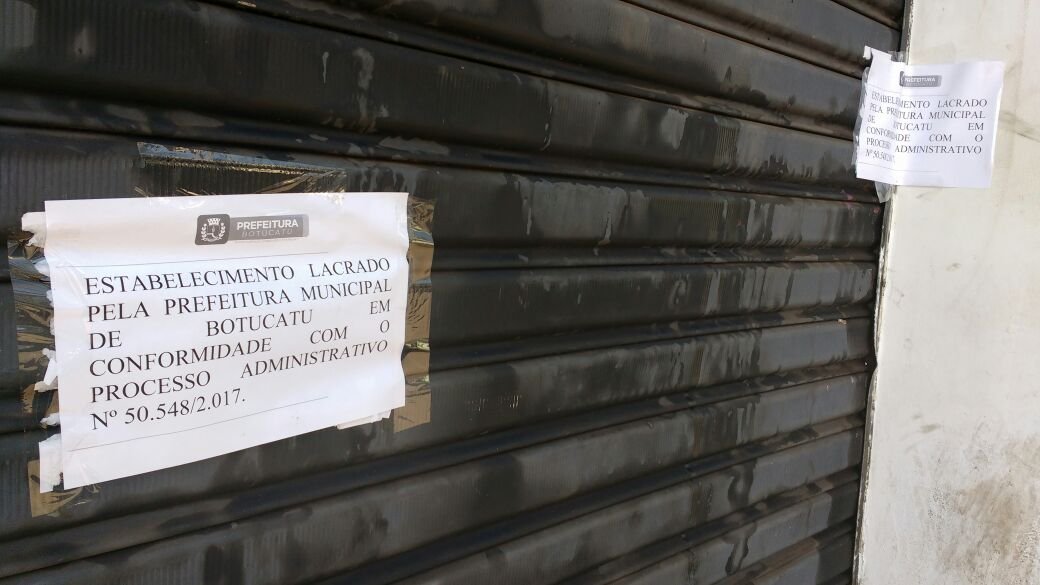 PREFEITURA
BOTUCATU
ESTABELECIMENTO LACRADO
PELA PREFEITURA MUNICIPAL
DE BOTUCATU EM
CONFORMIDADE COM O
PROCESSO ADMINISTRATIVO
Nº 50.548/2.017.
PREFEITURA
BOTUCATU
ESTABELECIMENTO LACRADO
PELA PREFEITURA MUNICIPAL
DE BOTUCATU EM
CONFORMIDADE COM O
PROCESSO ADMINISTRATIVO